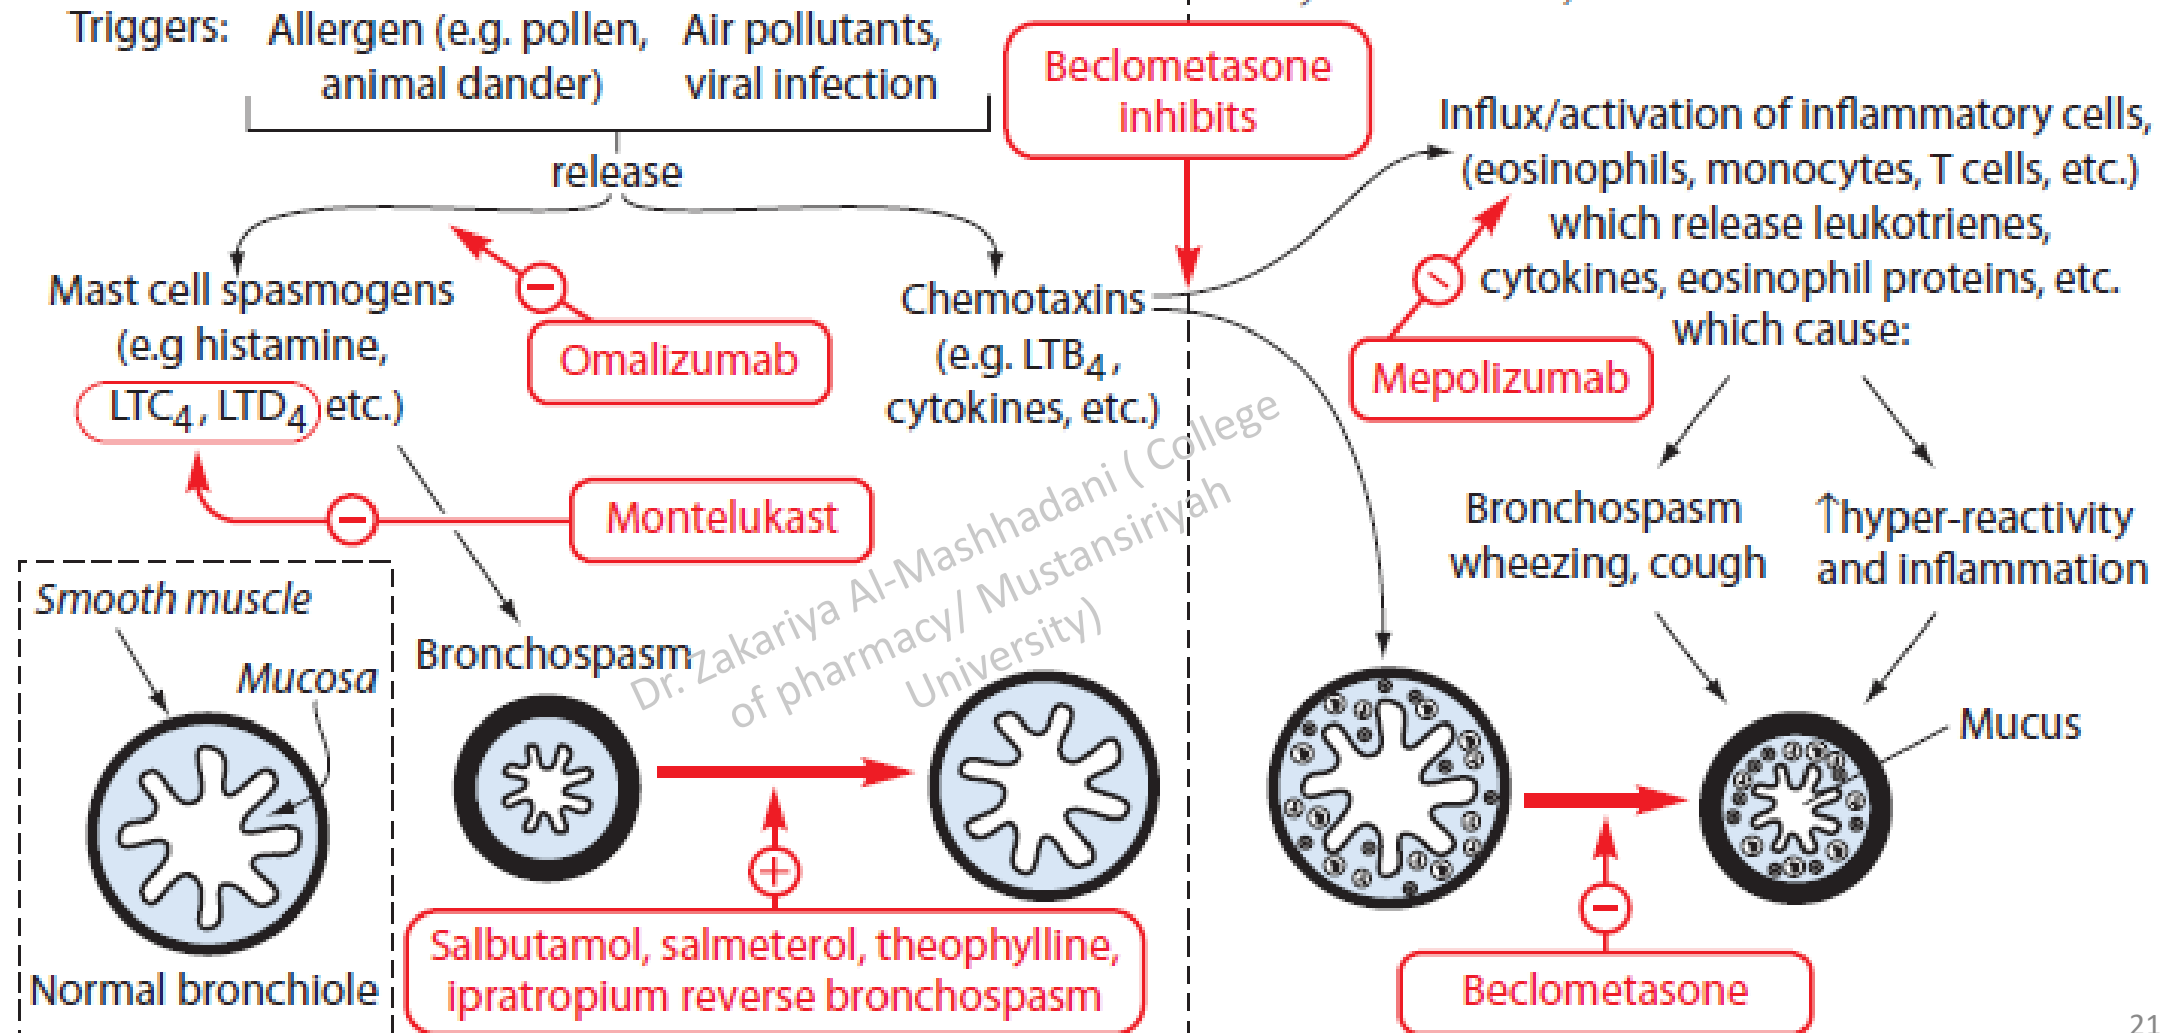 Triggers:
Allergen (e.g. pollen,
animal dander)
Air pollutants,
viral infection
release
Beclometasone
inhibits
Influx/activation of inflammatory cells,
(eosinophils, monocytes, T cells, etc.)
which release leukotrienes,
cytokines, eosinophil proteins, etc.
which cause:
Mast cell spasmogens
(e.g histamine,
LTC4, LTD4 etc.)
Omalizumab
Chemotaxins
(e.g. LTB4,
cytokines, etc.)
Mepolizumab
Montelukast
Bronchospasm
wheezing, cough
↑hyper-reactivity
and inflammation
Smooth muscle
Mucosa
Normal bronchiole
Bronchospasm
Dr. Zakariya Al-Mashhadani ( College
of pharmacy/ Mustansiriyah
University)
Mucus
Salbutamol, salmeterol, theophylline,
ipratropium reverse bronchospasm
Beclometasone
21